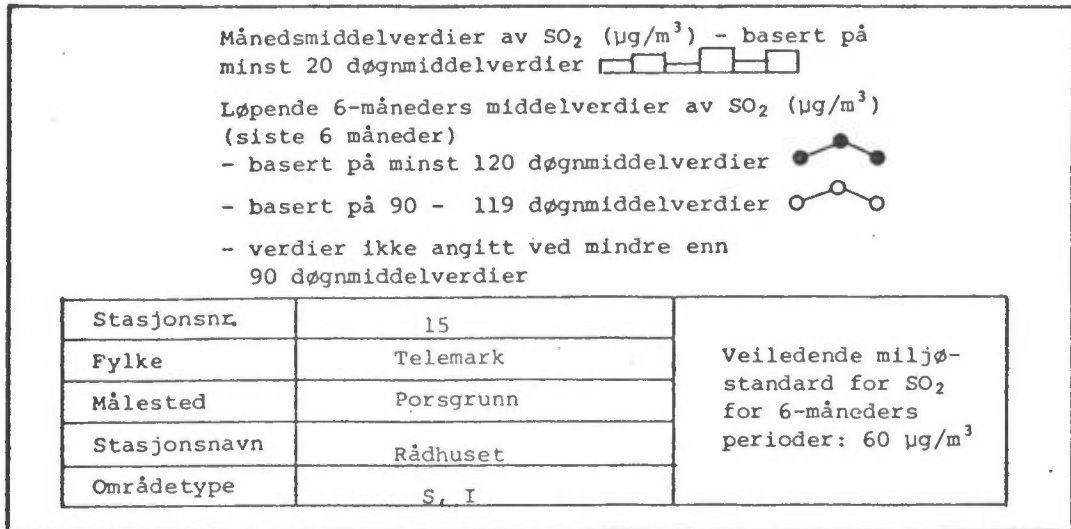 Månedsmiddelverdier av SO₂ (µg/m³) - basert på
minst 20 døgnmiddelverdier
Løpende 6-måneders middelverdier av SO₂ (µg/m³)
(siste 6 måneder)
- basert på minst 120 døgnmiddelverdier
- basert på 90 - 119 døgnmiddelverdier
- verdier ikke angitt ved mindre enn
90 døgnmiddelverdier
Stasjonsnr. 15
Fylke Telemark
Målested Porsgrunn
Stasjonsnavn Rådhuset
Områdetype S, I
Veiledende miljø-
standard for SO₂
for 6-måneders
perioder: 60 µg/m³